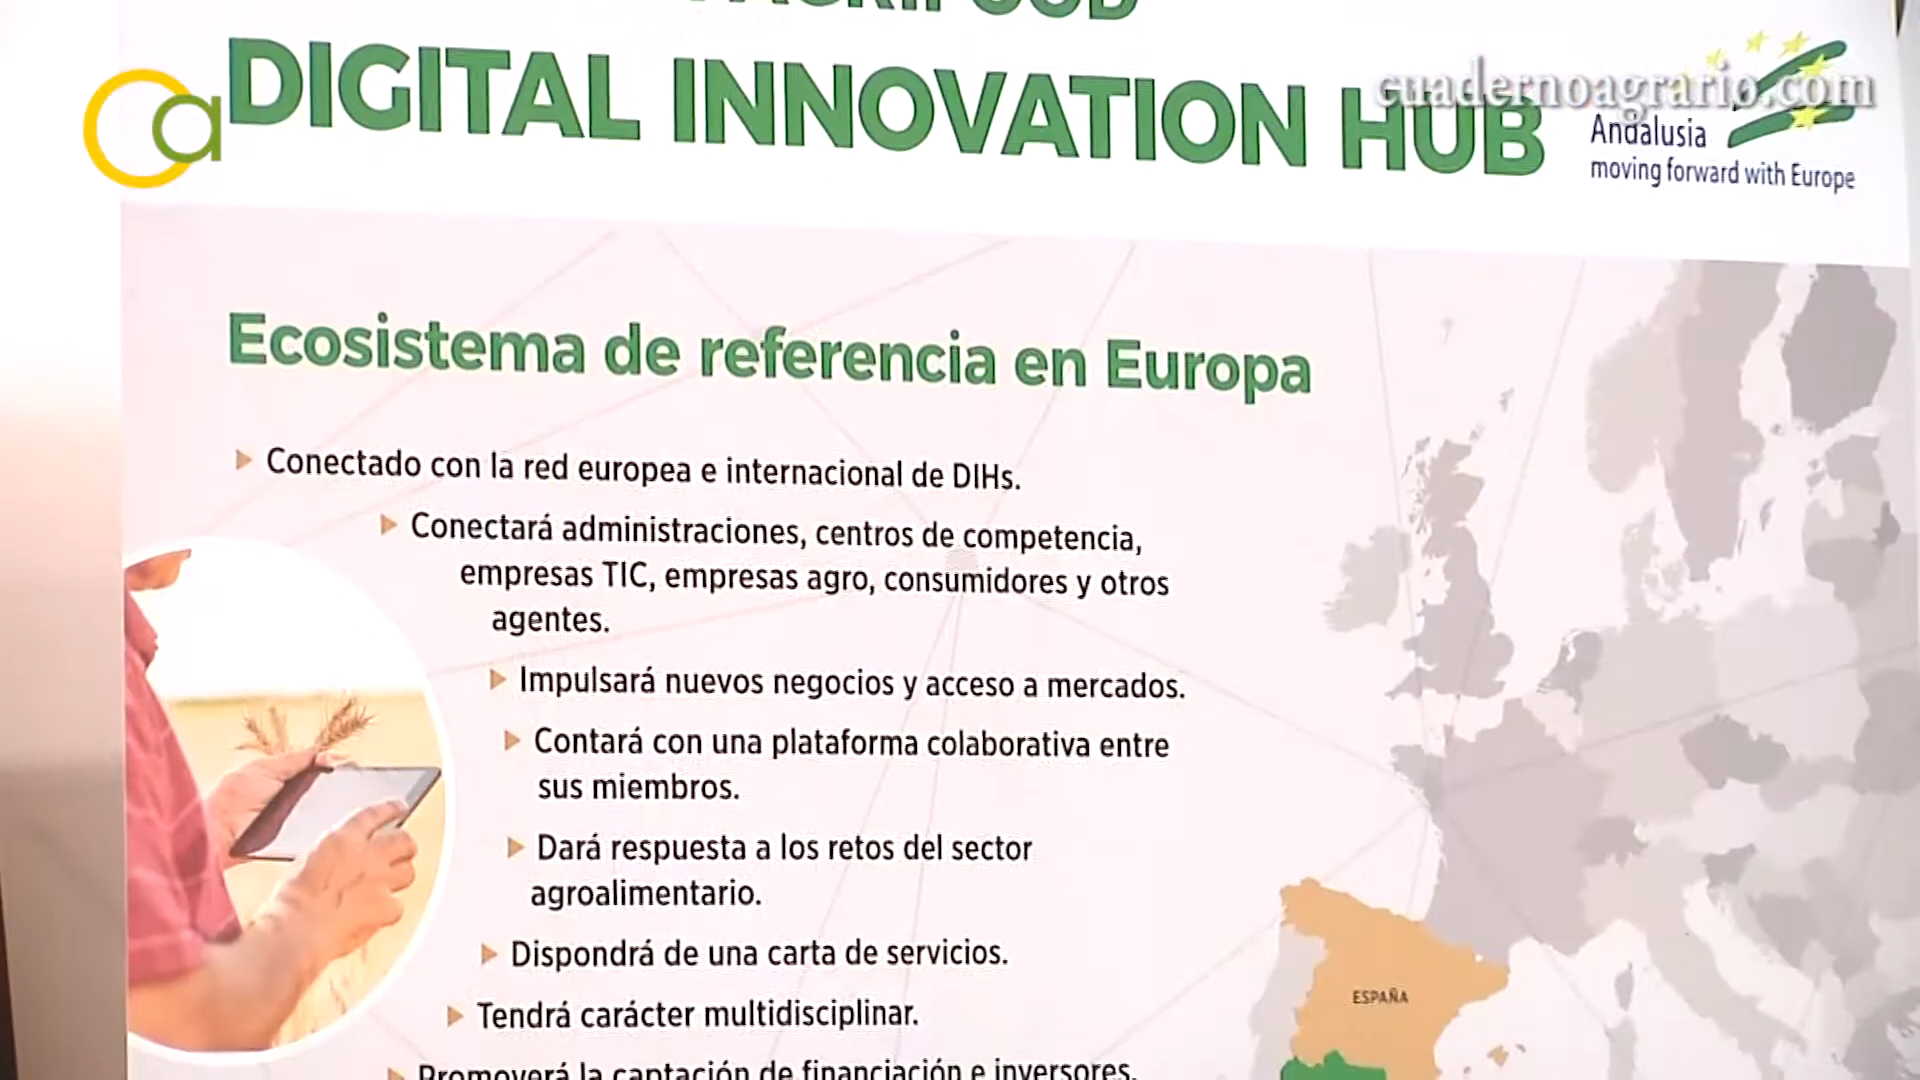 DIGITAL INNOVATION HUB
cuadernoagrario.com
Andalusia
moving forward with Europe
Ecosistema de referencia en Europa
Conectado con la red europea e internacional de DIHs.
Conectará administraciones, centros de competencia,
empresas TIC, empresas agro, consumidores y otros
agentes.
Impulsará nuevos negocios y acceso a mercados.
Contará con una plataforma colaborativa entre
sus miembros.
Dará respuesta a los retos del sector
agroalimentario.
Dispondrá de una carta de servicios.
Tendrá carácter multidisciplinar.
Promoverá la captación de financiación e inversores.
ESPAÑA